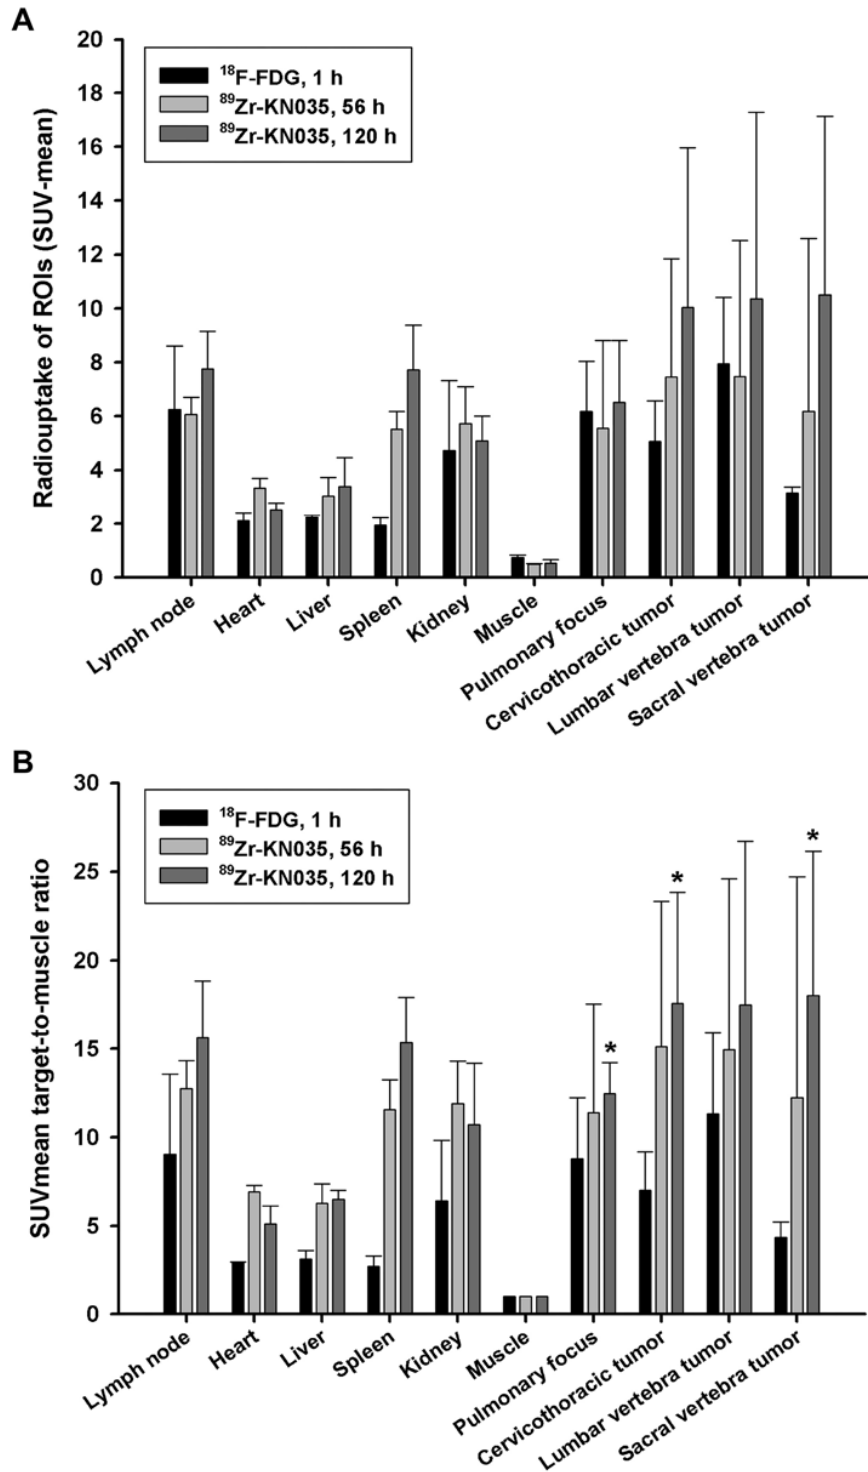 A
Radiouptake of ROIs (SUV-mean)
20
18
16
14
12
10
8
6
4
2
0
¹⁸F-FDG, 1 h
⁸⁹Zr-KN035, 56 h
⁸⁹Zr-KN035, 120 h
Lymph node
Heart
Liver
Spleen
Kidney
Muscle
Pulmonary focus
Cervicothoracic tumor
Lumbar vertebra tumor
Sacral vertebra tumor
B
SUVmean target-to-muscle ratio
30
25
20
15
10
5
0
¹⁸F-FDG, 1 h
⁸⁹Zr-KN035, 56 h
⁸⁹Zr-KN035, 120 h
*
*
*
Lymph node
Heart
Liver
Spleen
Kidney
Muscle
Pulmonary focus
Cervicothoracic tumor
Lumbar vertebra tumor
Sacral vertebra tumor